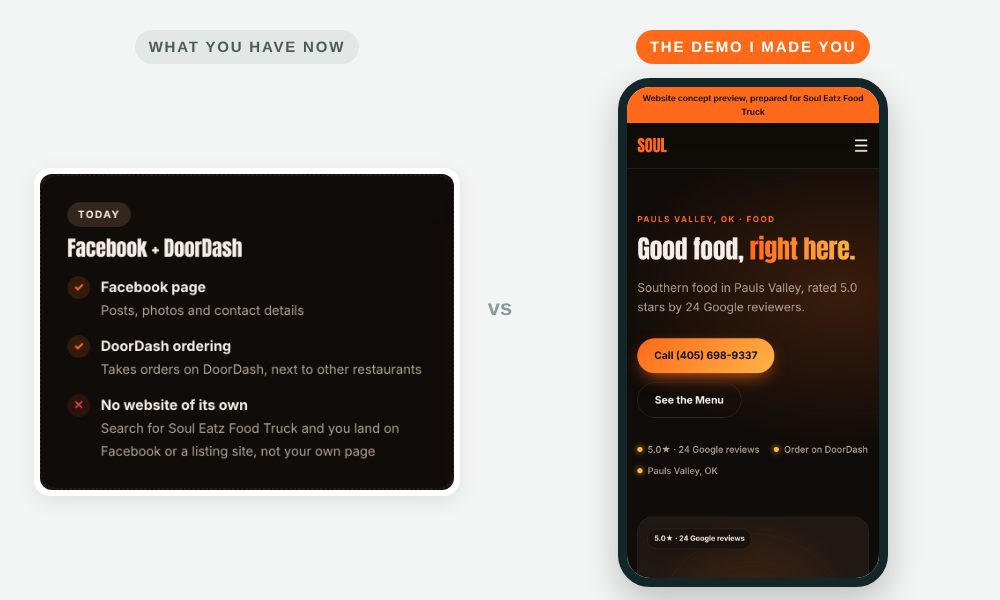 WHAT YOU HAVE NOW
TODAY
Facebook + DoorDash
Facebook page
Posts, photos and contact details
DoorDash ordering
Takes orders on DoorDash, next to other restaurants
No website of its own
Search for Soul Eatz Food Truck and you land on
Facebook or a listing site, not your own page
vs
THE DEMO I MADE YOU
Website concept preview, prepared for Soul Eatz Food
Truck
SOUL
PAULS VALLEY, OK · FOOD
Good food, right here.
Southern food in Pauls Valley, rated 5.0
stars by 24 Google reviewers.
Call (405) 698-9337
See the Menu
5.0★ · 24 Google reviews
Order on DoorDash
Pauls Valley, OK
5.0★ · 24 Google reviews